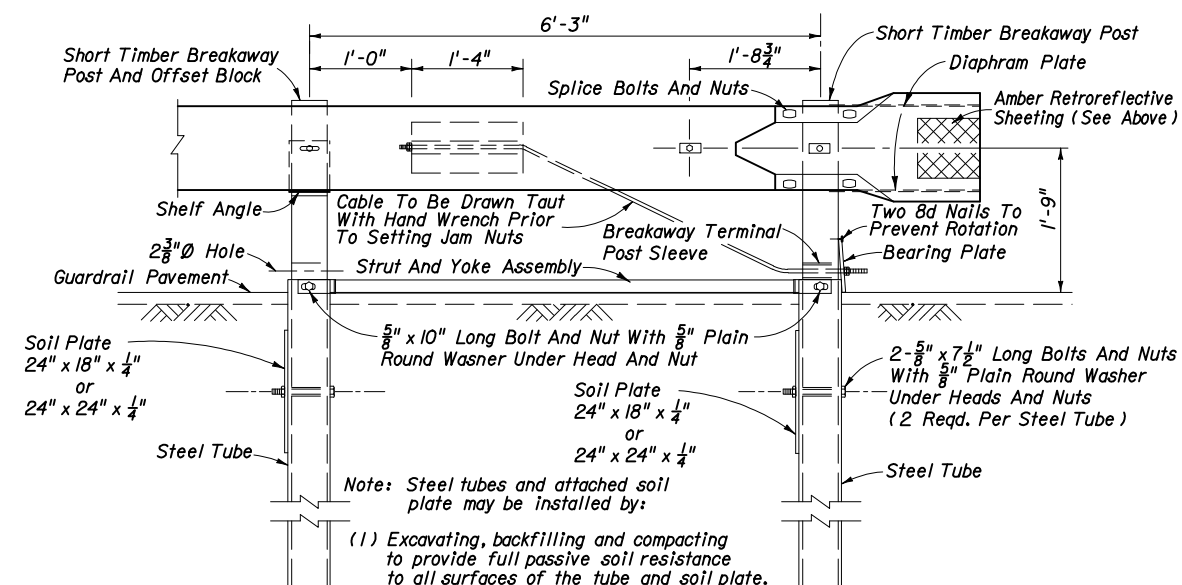 6'-3"
Short Timber Breakaway
Post And Offset Block
1'-0"
1'-4"
1'-8¾"
Short Timber Breakaway Post
Diaphram Plate
Splice Bolts And Nuts
Amber Retroreflective
Sheeting (See Above)
Shelf Angle
Cable To Be Drawn Taut
With Hand Wrench Prior
To Setting Jam Nuts
Breakaway Terminal
Post Sleeve
Two 8d Nails To
Prevent Rotation
Bearing Plate
1'-9"
2⅜"Ø Hole
Guardrail Pavement
Strut And Yoke Assembly
⅝" x 10" Long Bolt And Nut With ⅝" Plain
Round Wasner Under Head And Nut
Soil Plate
24" x 18" x ¼"
or
24" x 24" x ¼"
Soil Plate
24" x 18" x ¼"
or
24" x 24" x ¼"
2-⅝" x 7½" Long Bolts And Nuts
With ⅝" Plain Round Washer
Under Heads And Nuts
(2 Reqd. Per Steel Tube)
Steel Tube
Steel Tube
Note: Steel tubes and attached soil
plate may be installed by:
(1) Excavating, backfilling and compacting
to provide full passive soil resistance
to all surfaces of the tube and soil plate.